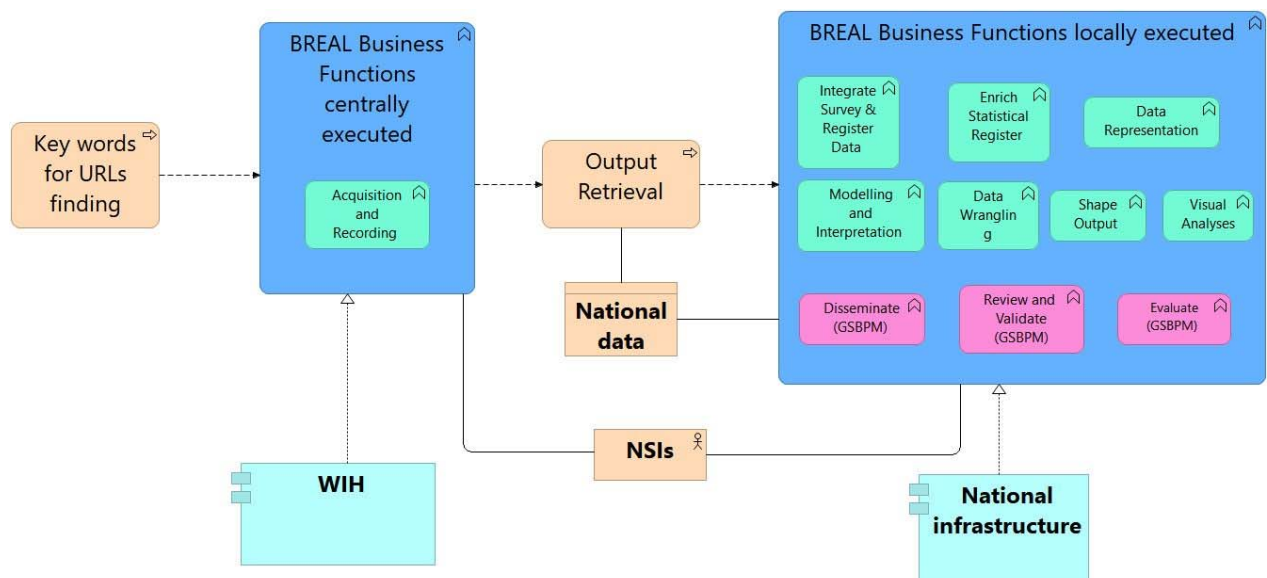 Key words
for URLs
finding
BREAL Business
Functions
centrally
executed
Acquisition
and
Recording
Output
Retrieval
National
data
BREAL Business Functions locally executed
Integrate
Survey &
Register
Data
Enrich
Statistical
Register
Data
Representation
Modelling
and
Interpretation
Data
Wranglin
g
Shape
Output
Visual
Analyses
Disseminate
(GSBPM)
Review and
Validate
(GSBPM)
Evaluate
(GSBPM)
NSIs
WIH
National
infrastructure